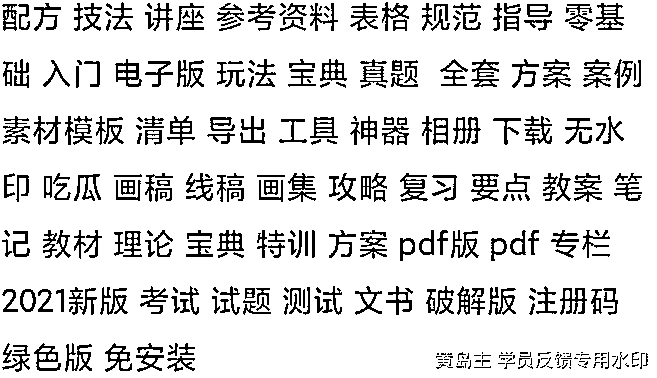 配方 技法 讲座 参考资料 表格 规范 指导 零基
础 入门 电子版 玩法 宝典 真题  全套 方案 案例
素材模板 清单 导出 工具 神器 相册 下载 无水
印 吃瓜 画稿 线稿 画集 攻略 复习 要点 教案 笔
记 教材 理论 宝典 特训 方案 pdf版 pdf 专栏
2021新版 考试 试题 测试 文书 破解版 注册码
绿色版 免安装
黄岛主 学员反馈专用水印